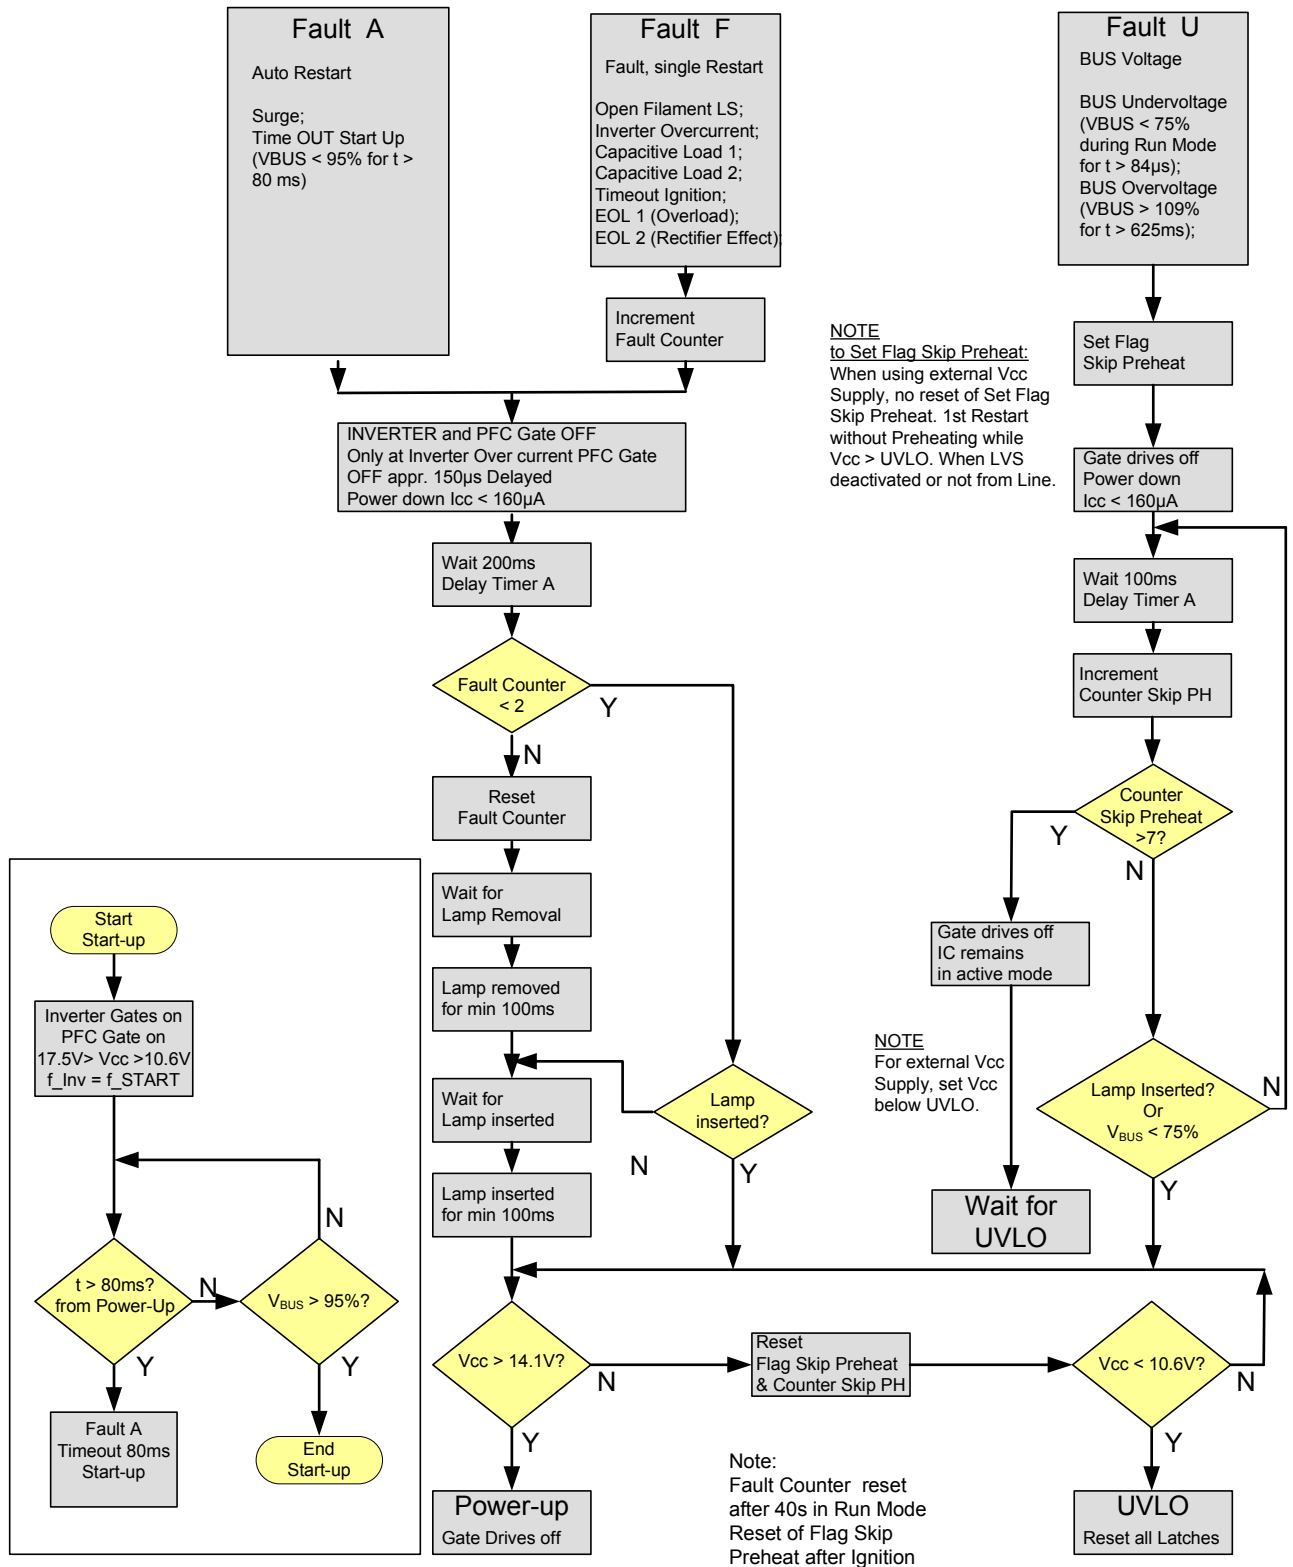 Fault A
Auto Restart
Surge;
Time OUT Start Up
(VBUS < 95% for t >
80 ms)
Fault F
Fault, single Restart
Open Filament LS;
Inverter Overcurrent;
Capacitive Load 1;
Capacitive Load 2;
Timeout Ignition;
EOL 1 (Overload);
EOL 2 (Rectifier Effect);
Increment
Fault Counter
Fault U
BUS Voltage
BUS Undervoltage
(VBUS < 75%
during Run Mode
for t > 84µs);
BUS Overvoltage
(VBUS > 109%
for t > 625ms);
NOTE
to Set Flag Skip Preheat:
When using external Vcc
Supply, no reset of Set Flag
Skip Preheat. 1st Restart
without Preheating while
Vcc > UVLO. When LVS
deactivated or not from Line.
Set Flag
Skip Preheat
INVERTER and PFC Gate OFF
Only at Inverter Over current PFC Gate
OFF appr. 150µs Delayed
Power down Icc < 160µA
Gate drives off
Power down
Icc < 160µA
Wait 200ms
Delay Timer A
Wait 100ms
Delay Timer A
Fault Counter
< 2
Y
N
Increment
Counter Skip PH
Reset
Fault Counter
Counter
Skip Preheat
>7?
Y
N
Wait for
Lamp Removal
Gate drives off
IC remains
in active mode
Lamp removed
for min 100ms
NOTE
For external Vcc
Supply, set Vcc
below UVLO.
Wait for
Lamp inserted
Lamp
inserted?
N
Y
Lamp Inserted?
Or
VBUS < 75%
N
Y
Lamp inserted
for min 100ms
Wait for
UVLO
Start
Start-up
Inverter Gates on
PFC Gate on
17.5V> Vcc >10.6V
f_Inv = f_START
N
t > 80ms?
from Power-Up
N
VBUS > 95%?
Y
Y
Fault A
Timeout 80ms
Start-up
End
Start-up
Vcc > 14.1V?
N
Y
Reset
Flag Skip Preheat
& Counter Skip PH
Vcc < 10.6V?
N
Y
Power-up
Gate Drives off
Note:
Fault Counter reset
after 40s in Run Mode
Reset of Flag Skip
Preheat after Ignition
UVLO
Reset all Latches